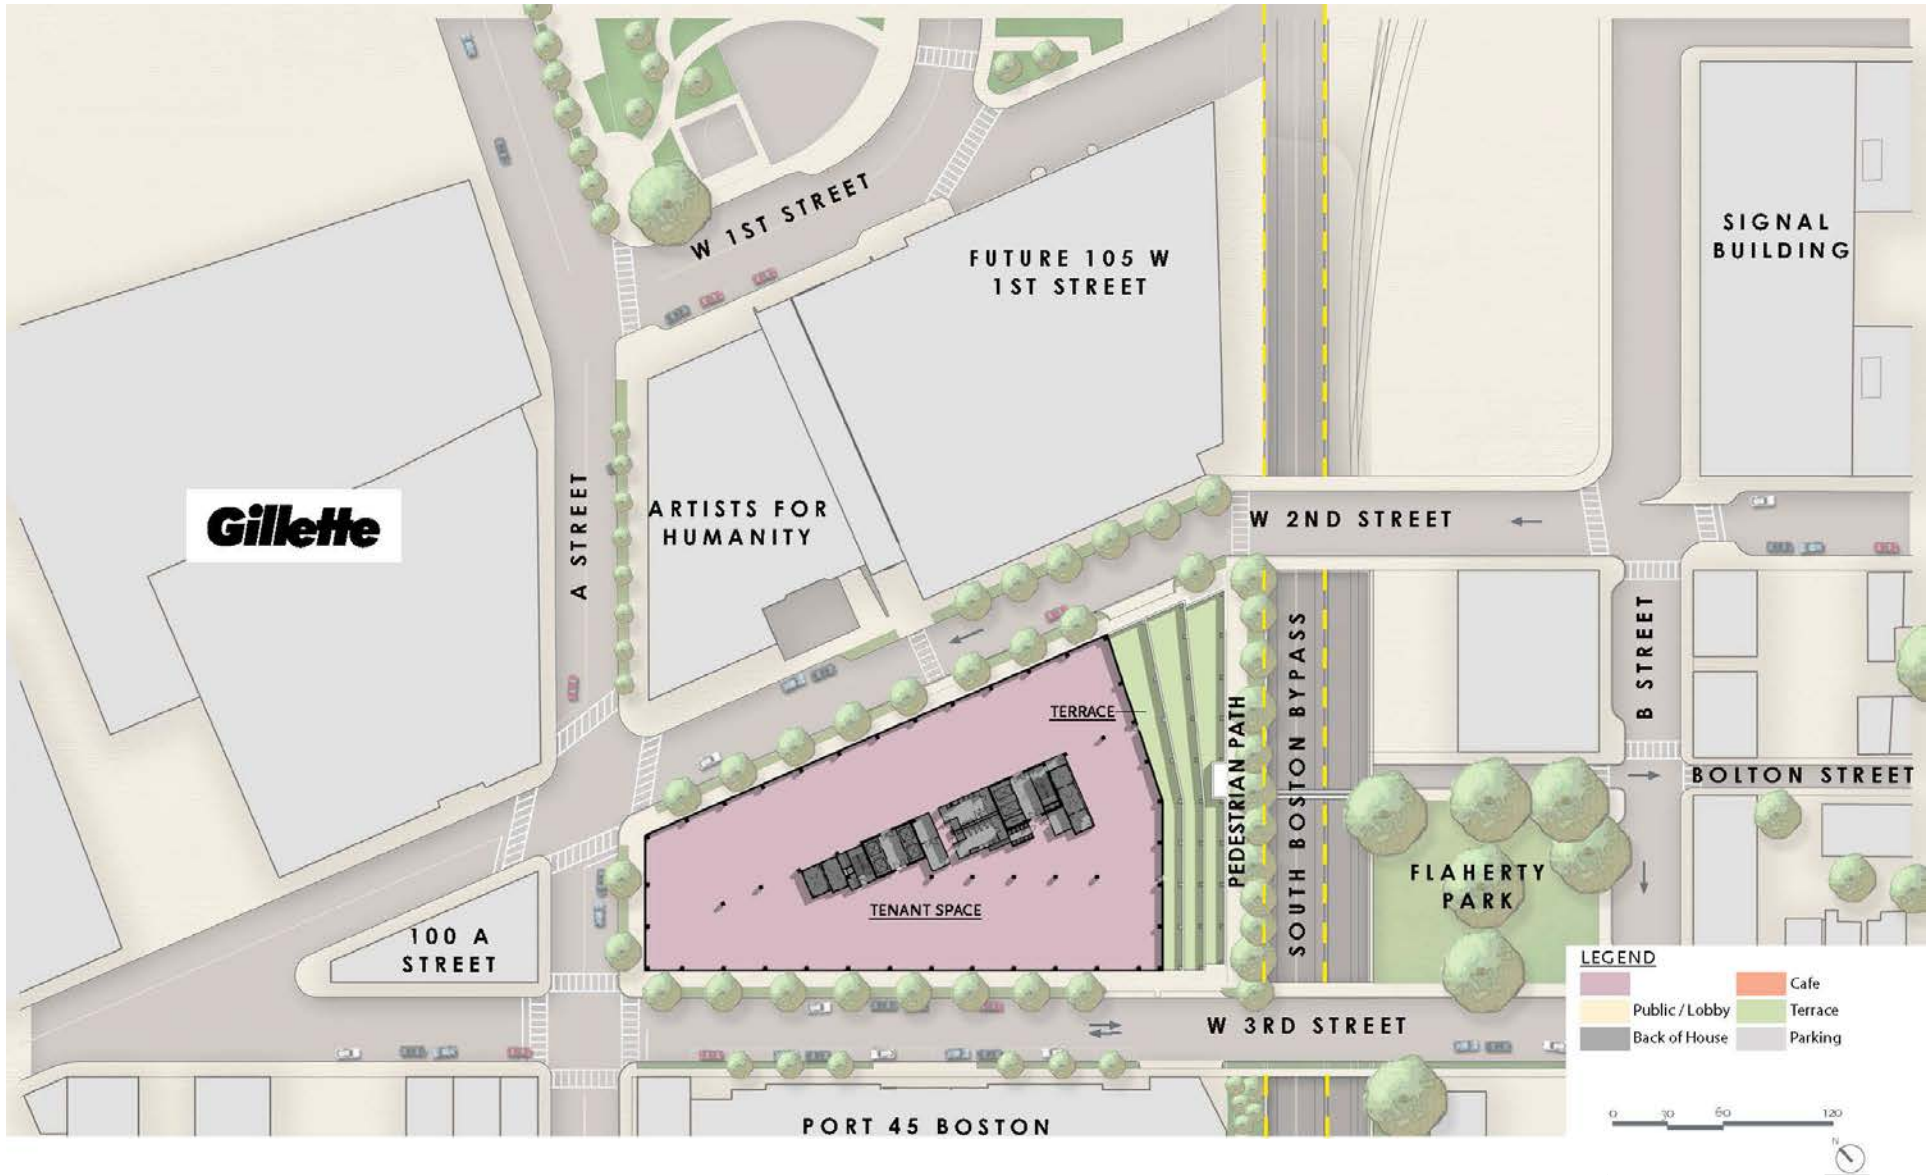 W 1ST STREET
FUTURE 105 W
1ST STREET
SIGNAL
BUILDING
Gillette
A STREET
ARTISTS FOR
HUMANITY
W 2ND STREET
B STREET
TERRACE
PEDESTRIAN PATH
SOUTH BOSTON BYPASS
BOLTON STREET
TENANT SPACE
FLAHERTY
PARK
100 A
STREET
W 3RD STREET
PORT 45 BOSTON
LEGEND
Cafe
Public / Lobby
Terrace
Back of House
Parking
0 30 60 120
N